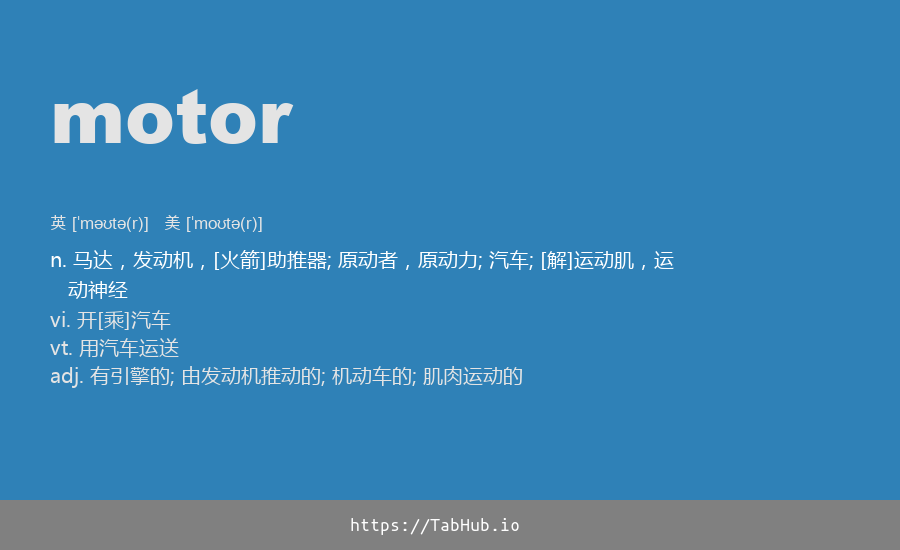 motor
英 [ˈməʊtə(r)] 美 [ˈmoʊtə(r)]
n. 马达，发动机，[火箭]助推器; 原动者，原动力; 汽车; [解]运动肌，运
动神经
vi. 开[乘]汽车
vt. 用汽车运送
adj. 有引擎的; 由发动机推动的; 机动车的; 肌肉运动的
https://TabHub.io